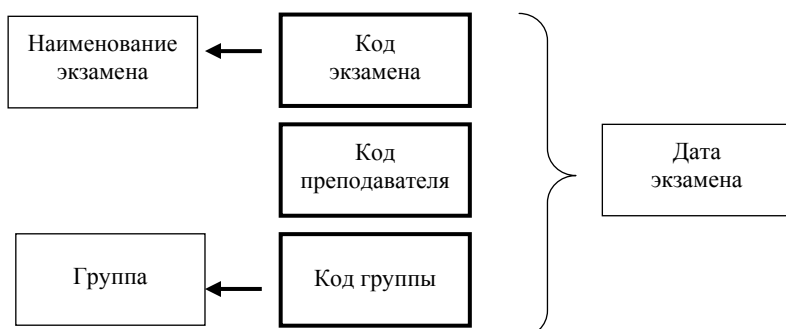 Наименование
экзамена
Код
экзамена
Код
преподавателя
Дата
экзамена
Группа
Код группы